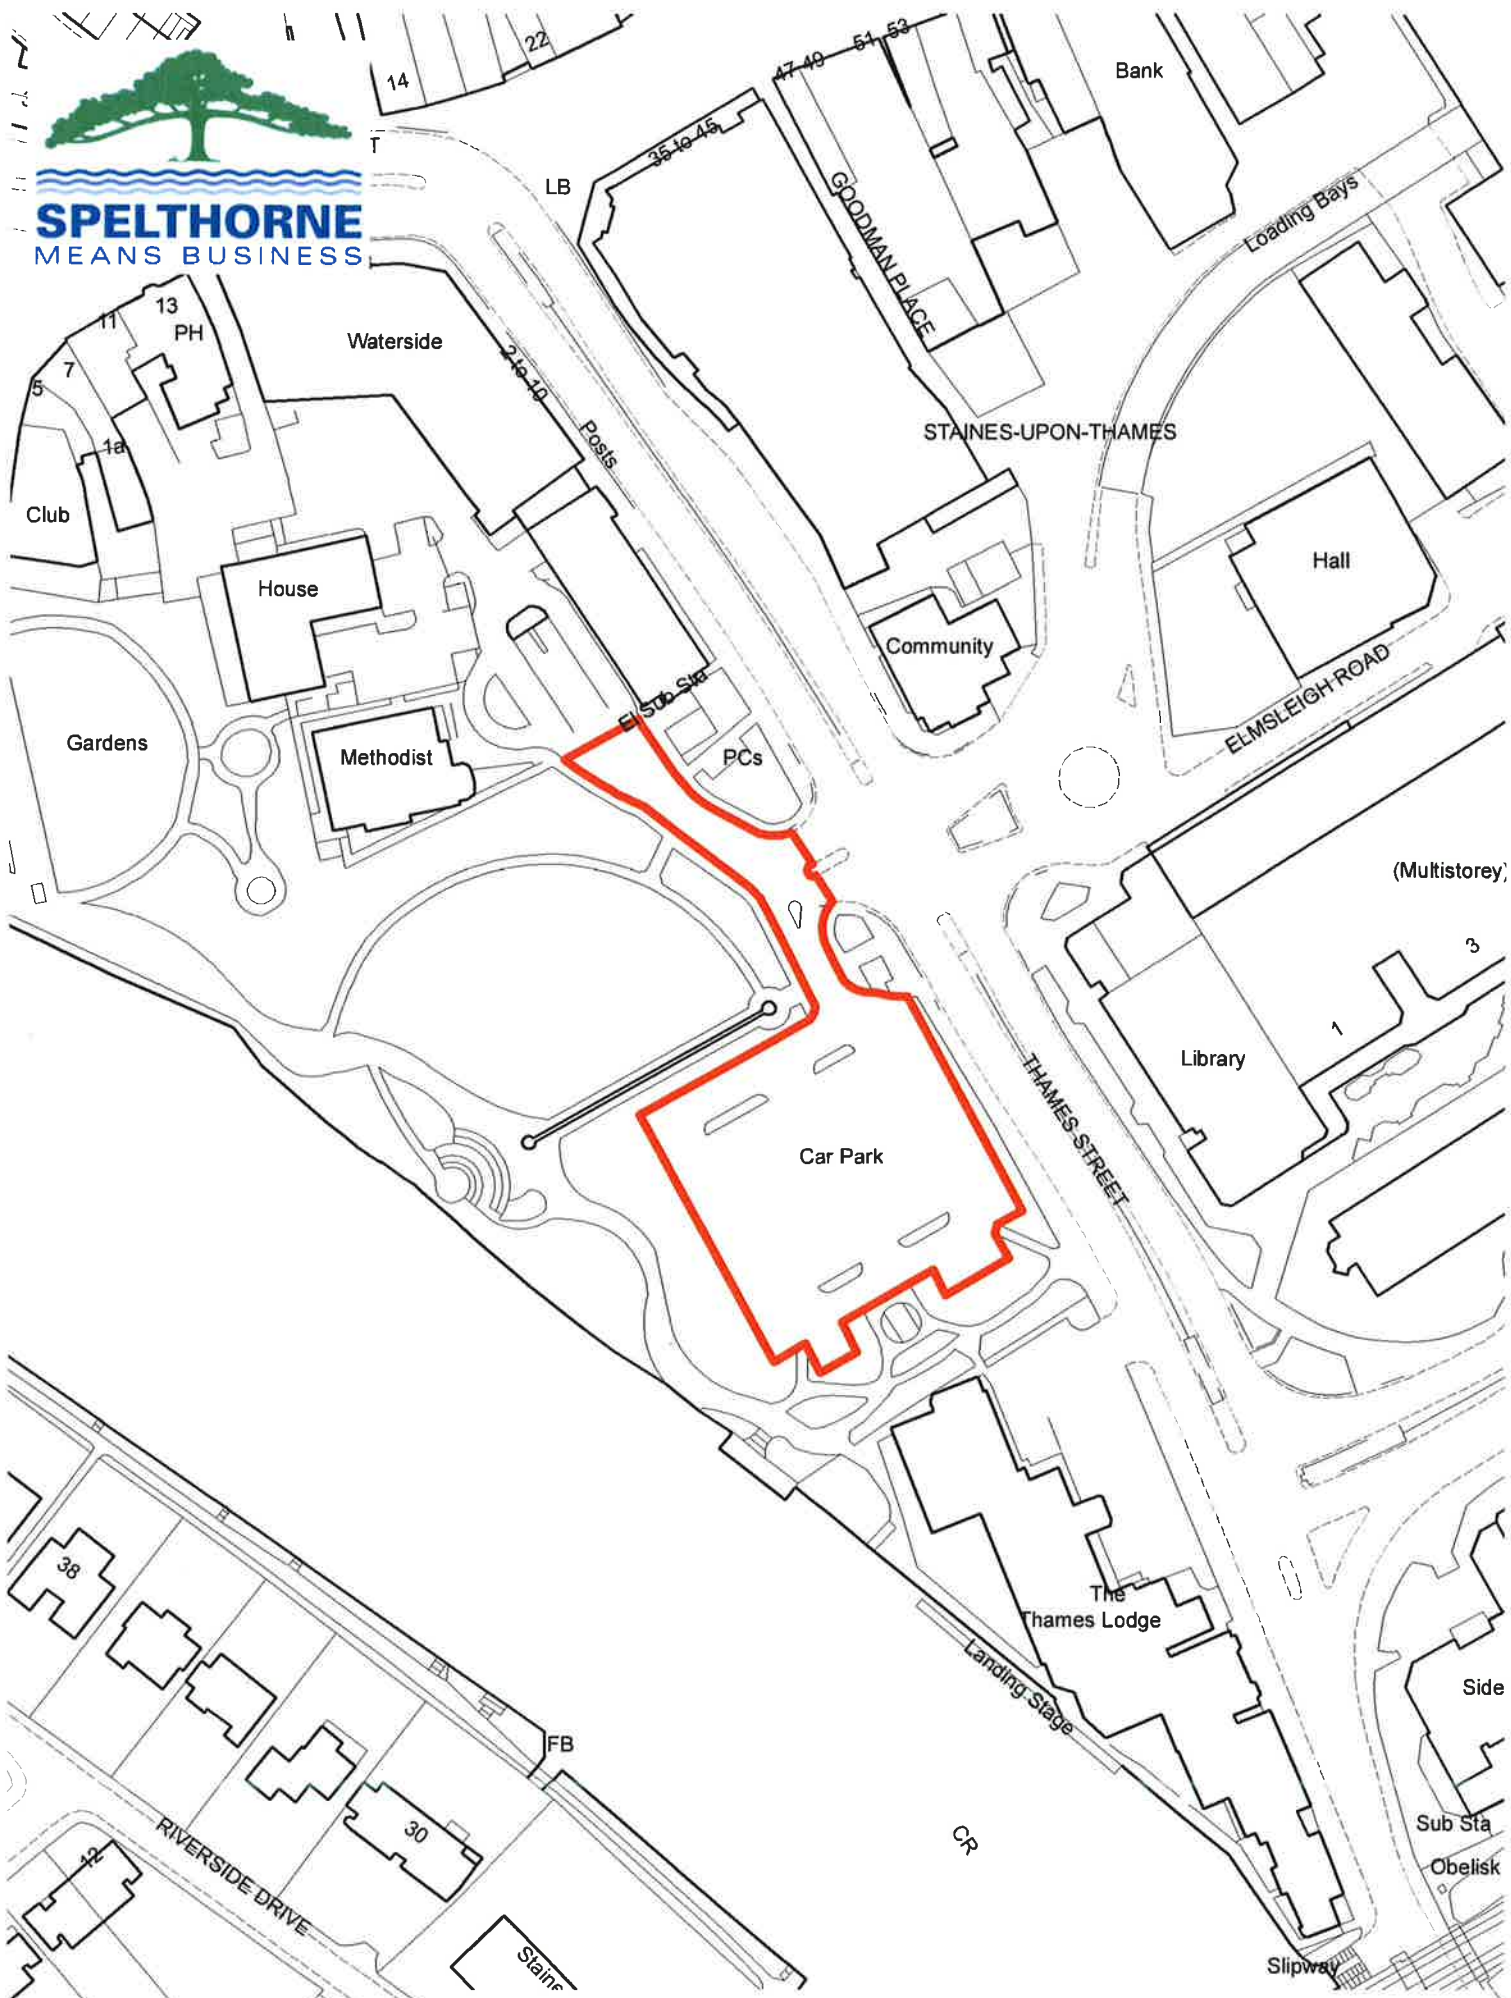 22
14
51 53
47 49
Bank
35 to 45
T
LB
SPELTHORNE
MEANS BUSINESS
GOODMAN PLACE
Loading Bays
13
11
PH
Waterside
7
5
2 to 10
1a
Posts
STAINES-UPON-THAMES
Club
House
Hall
Community
El Sub Sta
ELMSLEIGH ROAD
Gardens
Methodist
PCs
(Multistorey)
3
1
Library
THAMES STREET
Car Park
38
The
Thames Lodge
Landing Stage
Side
FB
30
CR
Sub Sta
12
RIVERSIDE DRIVE
Obelisk
Staine
Slipway